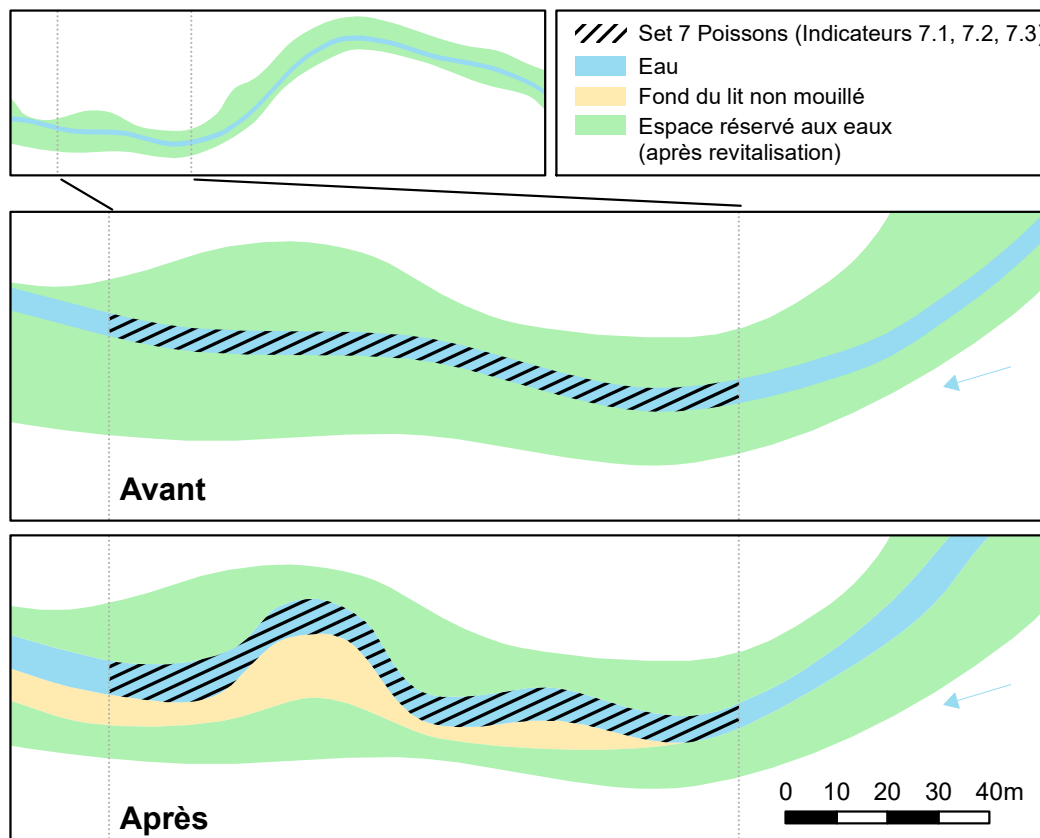 Set 7 Poissons (Indicateurs 7.1, 7.2, 7.3)
Eau
Fond du lit non mouillé
Espace réservé aux eaux
(après revitalisation)
Avant
Après
0 10 20 30 40m